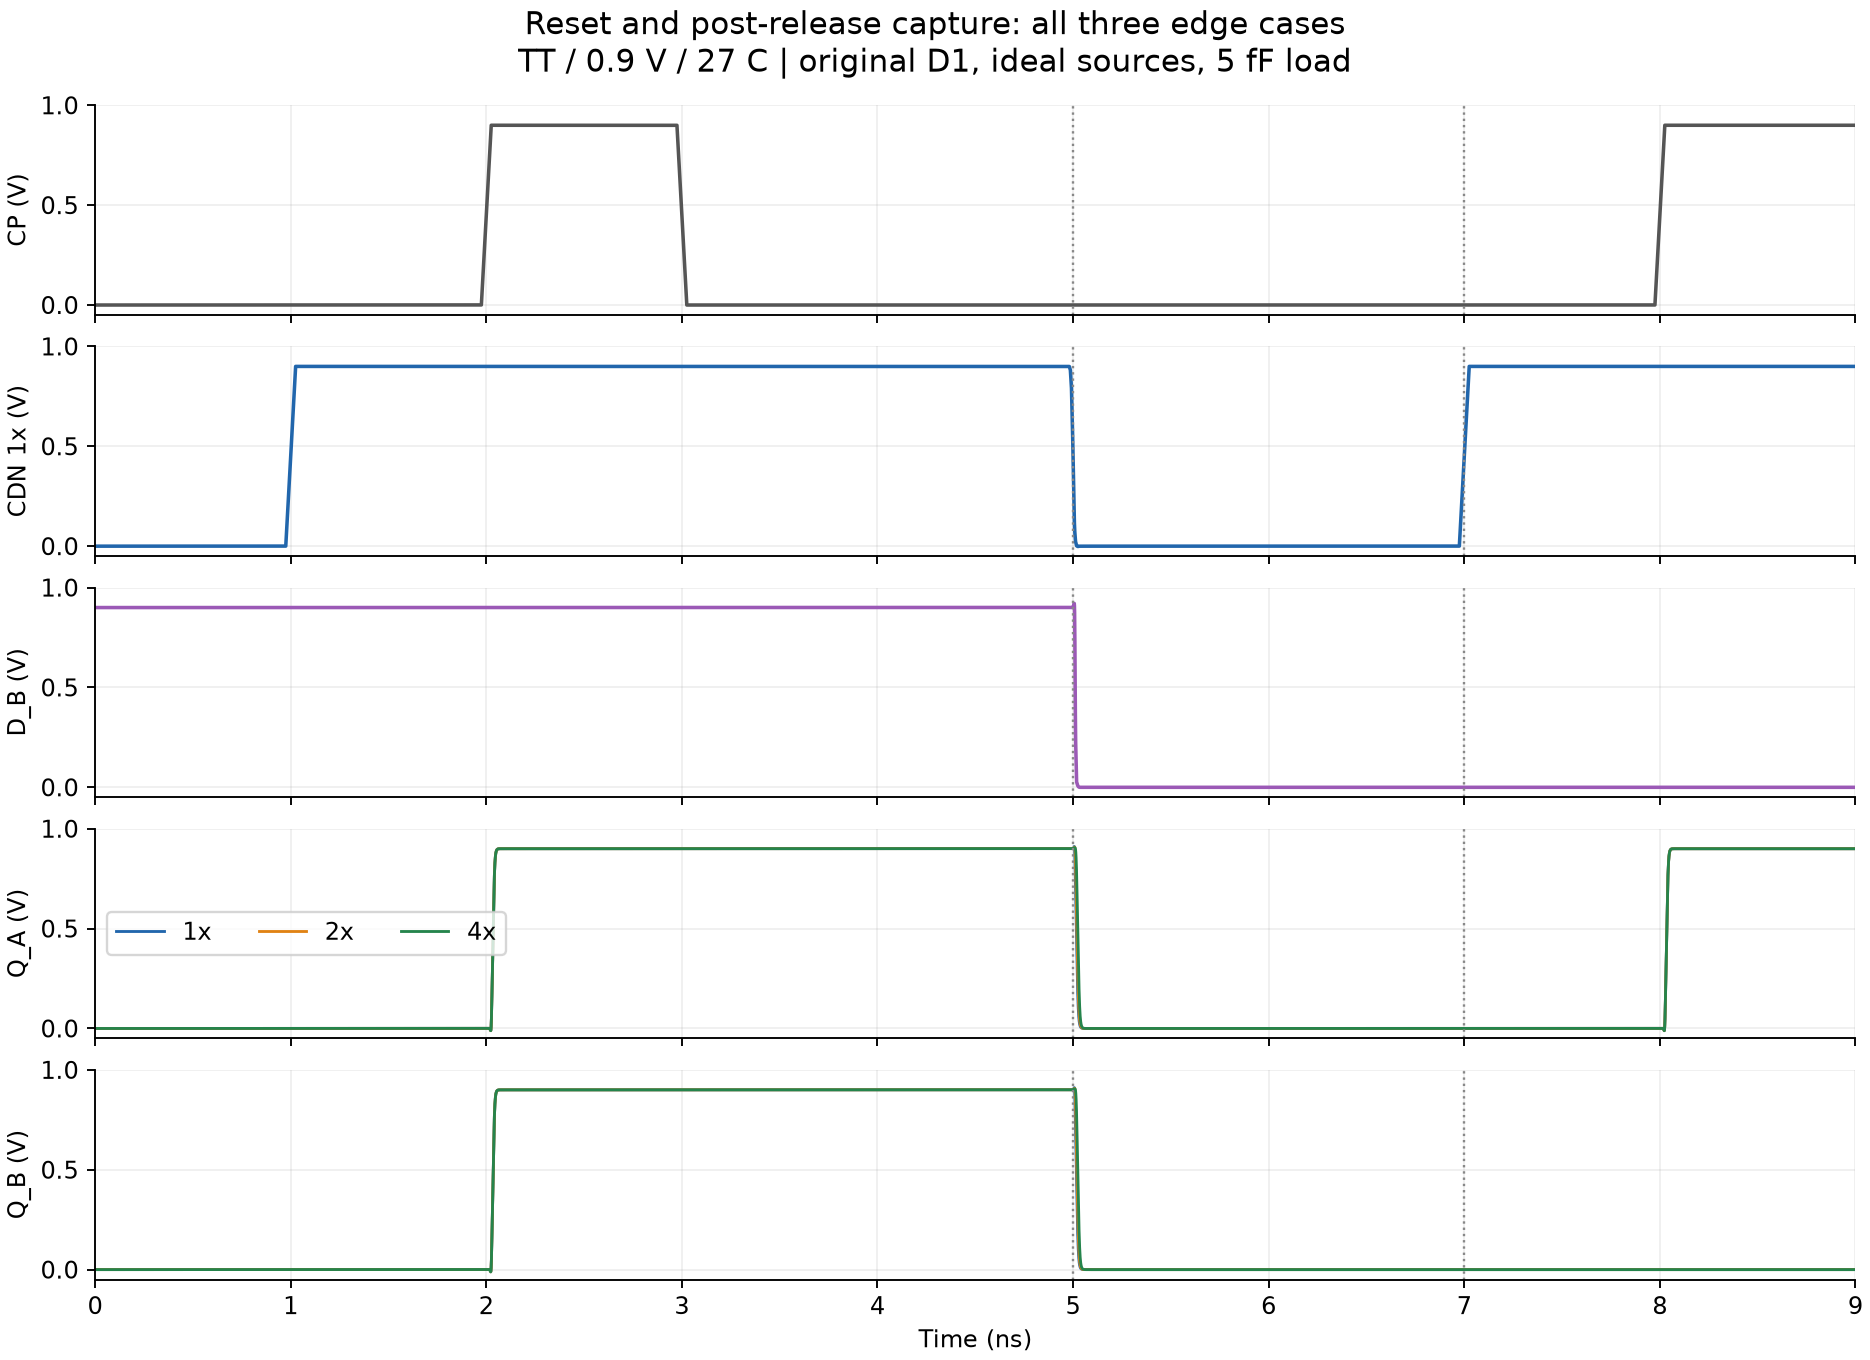 Reset and post-release capture: all three edge cases
TT / 0.9 V / 27 C | original D1, ideal sources, 5 fF load
CP (V)
1.0
0.5
0.0
CDN 1x (V)
1.0
0.5
0.0
D_B (V)
1.0
0.5
0.0
Q_A (V)
1.0
0.5
0.0
1x 2x 4x
Q_B (V)
1.0
0.5
0.0
0 1 2 3 4 5 6 7 8 9
Time (ns)